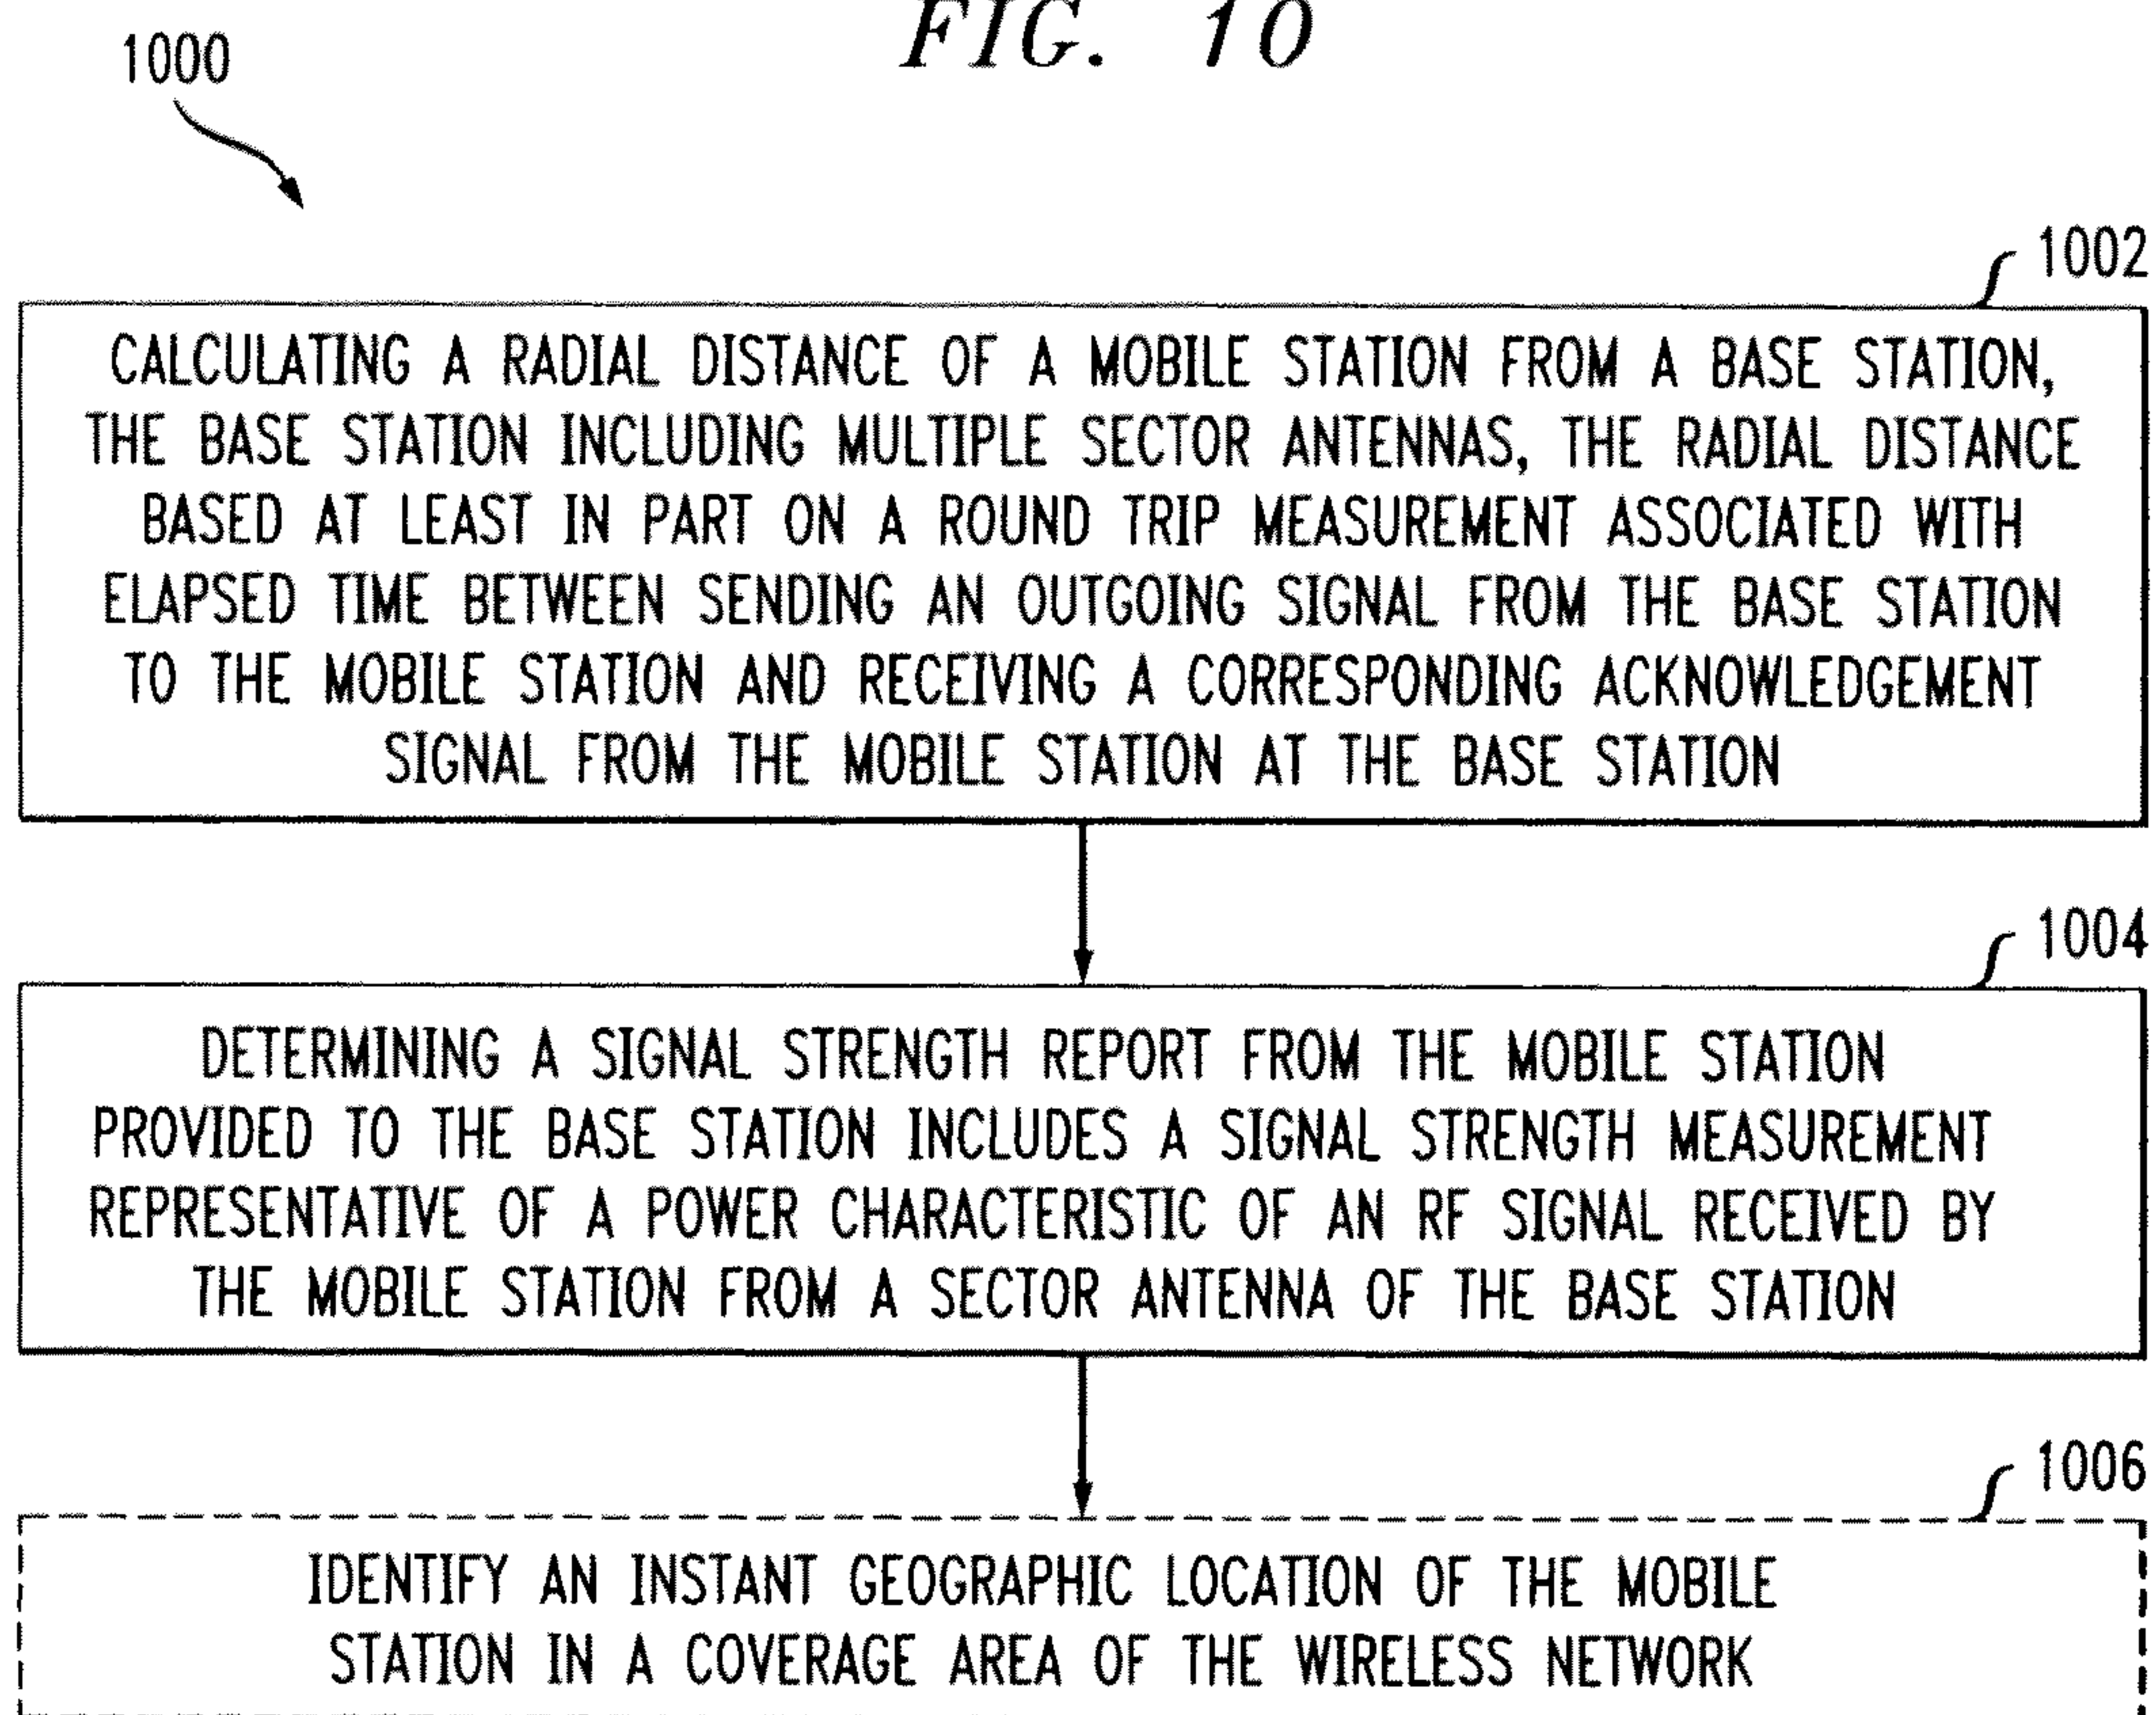 FIG. 10
1000
1002
CALCULATING A RADIAL DISTANCE OF A MOBILE STATION FROM A BASE STATION,
THE BASE STATION INCLUDING MULTIPLE SECTOR ANTENNAS, THE RADIAL DISTANCE
BASED AT LEAST IN PART ON A ROUND TRIP MEASUREMENT ASSOCIATED WITH
ELAPSED TIME BETWEEN SENDING AN OUTGOING SIGNAL FROM THE BASE STATION
TO THE MOBILE STATION AND RECEIVING A CORRESPONDING ACKNOWLEDGEMENT
SIGNAL FROM THE MOBILE STATION AT THE BASE STATION
1004
DETERMINING A SIGNAL STRENGTH REPORT FROM THE MOBILE STATION
PROVIDED TO THE BASE STATION INCLUDES A SIGNAL STRENGTH MEASUREMENT
REPRESENTATIVE OF A POWER CHARACTERISTIC OF AN RF SIGNAL RECEIVED BY
THE MOBILE STATION FROM A SECTOR ANTENNA OF THE BASE STATION
1006
IDENTIFY AN INSTANT GEOGRAPHIC LOCATION OF THE MOBILE
STATION IN A COVERAGE AREA OF THE WIRELESS NETWORK